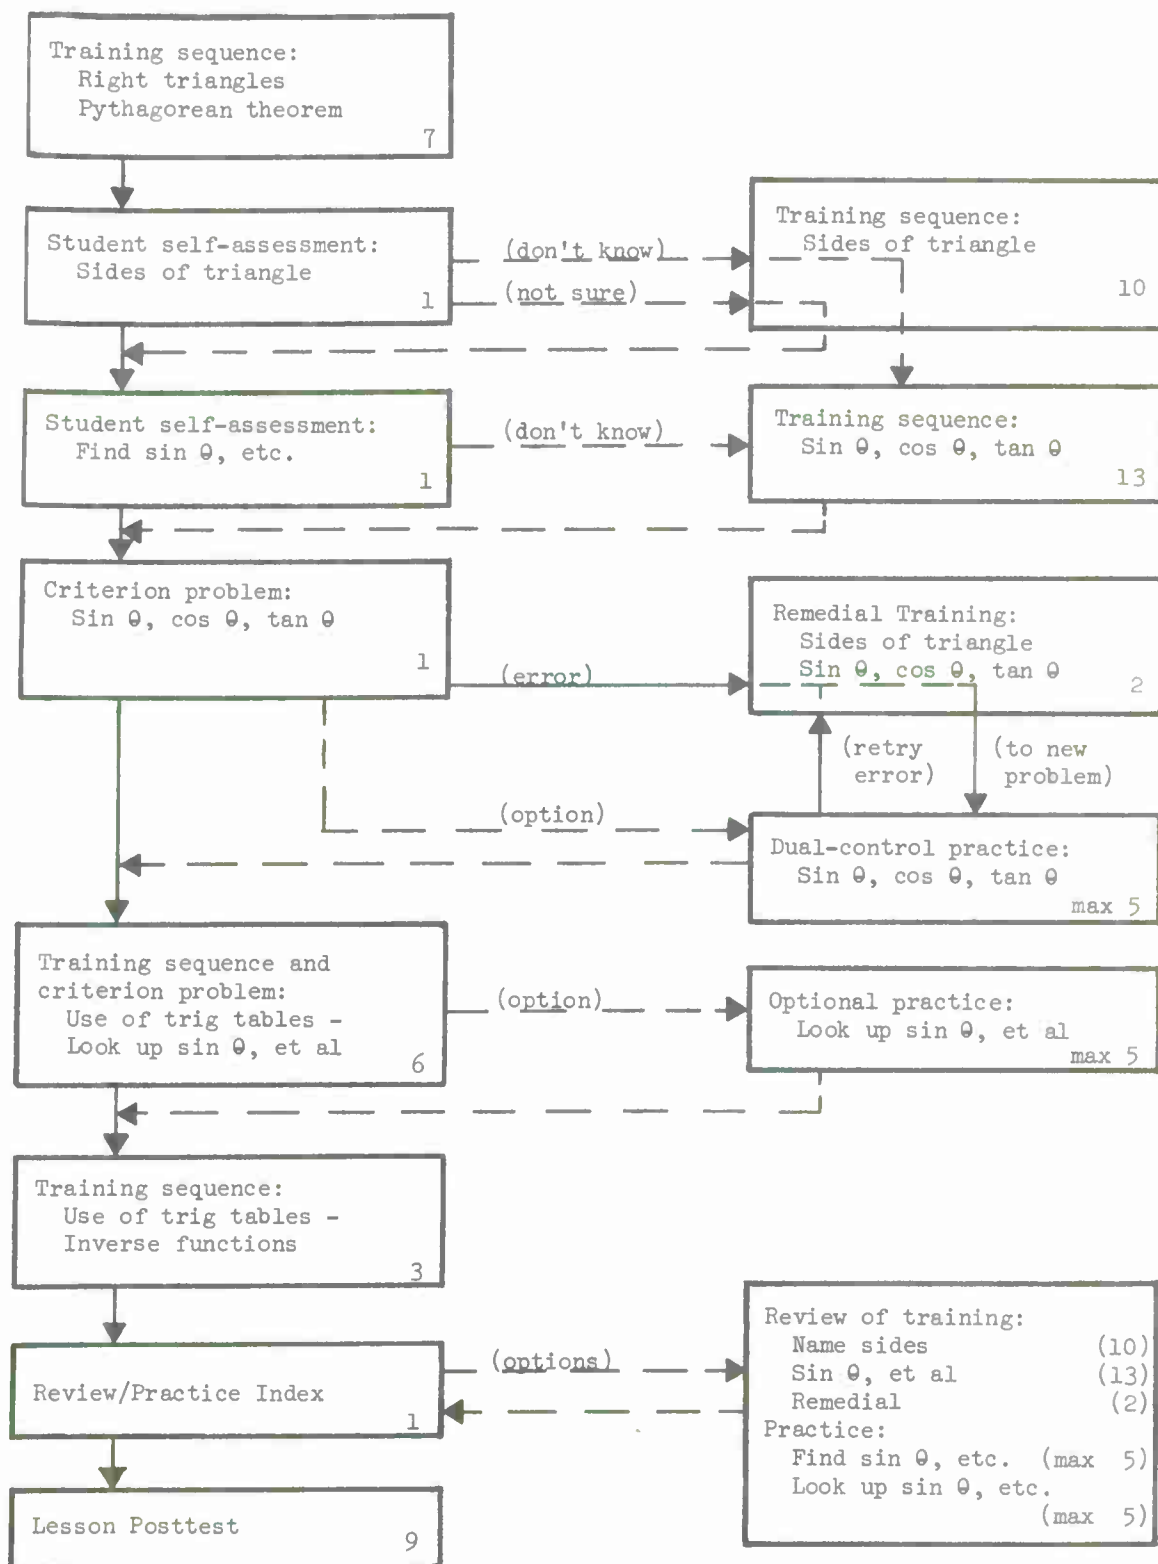 Training sequence:
Right triangles
Pythagorean theorem
7
Student self-assessment:
Sides of triangle
1
(don't know)
(not sure)
Training sequence:
Sides of triangle
10
Student self-assessment:
Find sin θ, etc.
1
(don't know)
Training sequence:
Sin θ, cos θ, tan θ
13
Criterion problem:
Sin θ, cos θ, tan θ
1
(error)
Remedial Training:
Sides of triangle
Sin θ, cos θ, tan θ
2
(retry
error)
(to new
problem)
(option)
Dual-control practice:
Sin θ, cos θ, tan θ
max 5
Training sequence and
criterion problem:
Use of trig tables -
Look up sin θ, et al
6
(option)
Optional practice:
Look up sin θ, et al
max 5
Training sequence:
Use of trig tables -
Inverse functions
3
Review/Practice Index
1
(options)
Review of training:
Name sides (10)
Sin θ, et al (13)
Remedial (2)
Practice:
Find sin θ, etc. (max 5)
Look up sin θ, etc.
(max 5)
Lesson Posttest
9